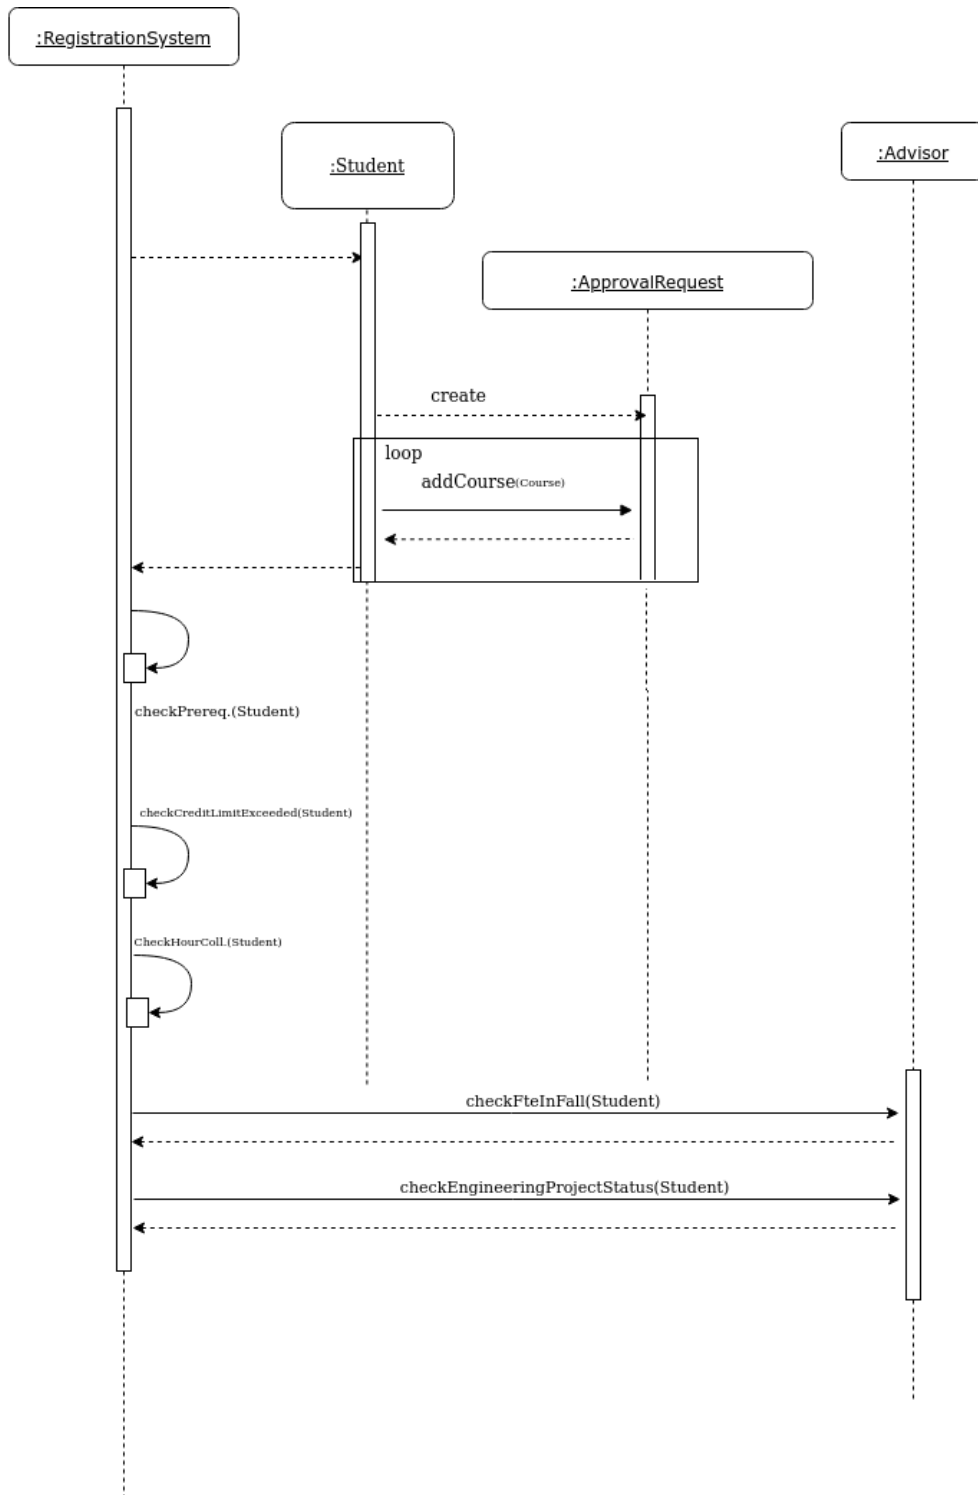 :RegistrationSystem
:Student
:Advisor
:ApprovalRequest
create
loop
addCourse(Course)
checkPrereq.(Student)
checkCreditLimitExceeded(Student)
CheckHourColl.(Student)
checkFteInFall(Student)
checkEngineeringProjectStatus(Student)